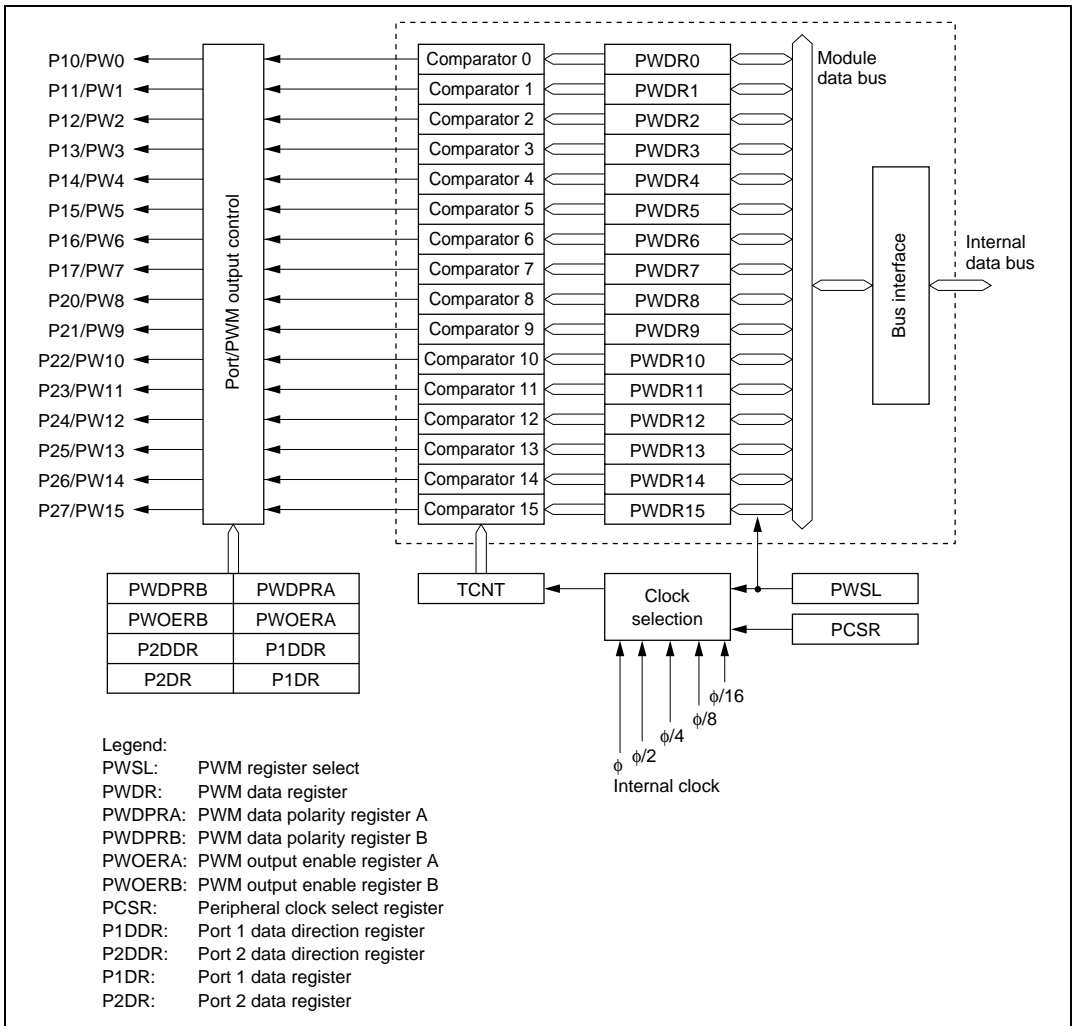 P10/PW0
P11/PW1
P12/PW2
P13/PW3
P14/PW4
P15/PW5
P16/PW6
P17/PW7
P20/PW8
P21/PW9
P22/PW10
P23/PW11
P24/PW12
P25/PW13
P26/PW14
P27/PW15
Port/PWM output control
Comparator 0
Comparator 1
Comparator 2
Comparator 3
Comparator 4
Comparator 5
Comparator 6
Comparator 7
Comparator 8
Comparator 9
Comparator 10
Comparator 11
Comparator 12
Comparator 13
Comparator 14
Comparator 15
PWDR0
PWDR1
PWDR2
PWDR3
PWDR4
PWDR5
PWDR6
PWDR7
PWDR8
PWDR9
PWDR10
PWDR11
PWDR12
PWDR13
PWDR14
PWDR15
Module
data bus
Bus interface
Internal
data bus
PWDPRB PWDPRA
PWOERB PWOERA
P2DDR P1DDR
P2DR P1DR
TCNT
Clock
selection
PWSL
PCSR
ϕ
ϕ/2
ϕ/4
ϕ/8
ϕ/16
Internal clock
Legend:
PWSL: PWM register select
PWDR: PWM data register
PWDPRA: PWM data polarity register A
PWDPRB: PWM data polarity register B
PWOERA: PWM output enable register A
PWOERB: PWM output enable register B
PCSR: Peripheral clock select register
P1DDR: Port 1 data direction register
P2DDR: Port 2 data direction register
P1DR: Port 1 data register
P2DR: Port 2 data register